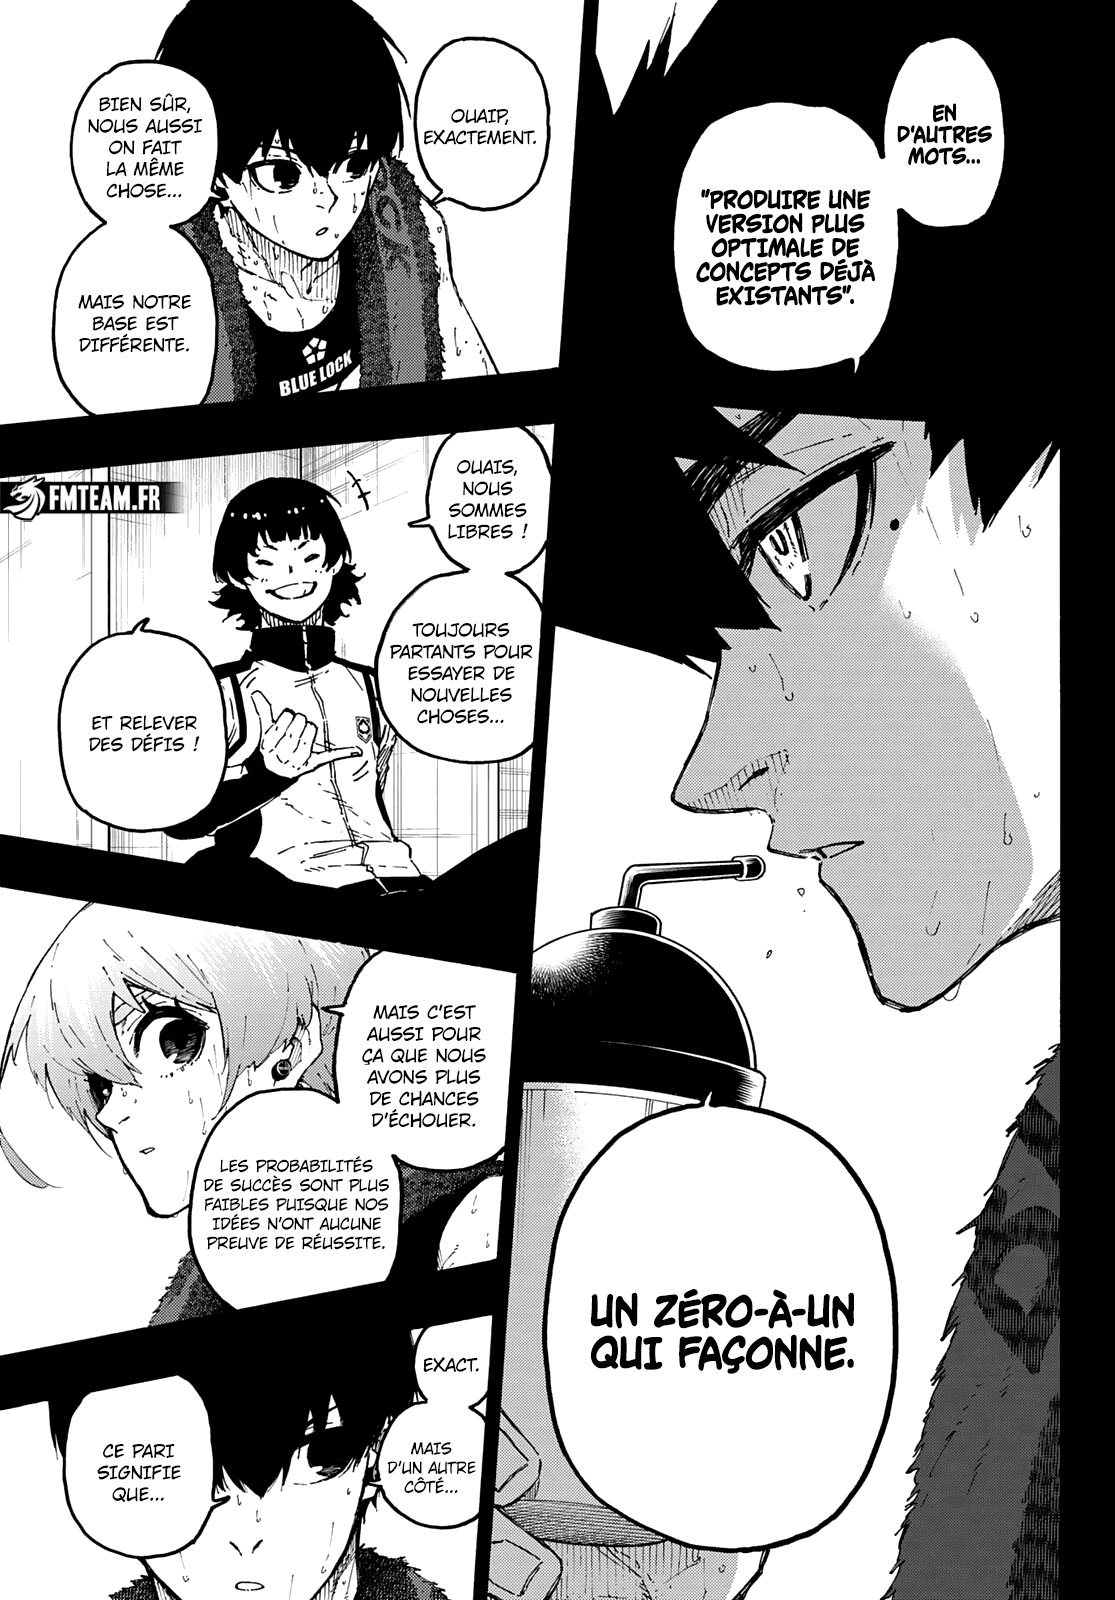 EN
D'AUTRES
MOTS...
"PRODUIRE UNE
VERSION PLUS
OPTIMALE DE
CONCEPTS DÉJÀ
EXISTANTS".
UN ZÉRO-À-UN
QUI FAÇONNE.
OUAIP,
EXACTEMENT.
BIEN SÛR,
NOUS AUSSI
ON FAIT
LA MÊME
CHOSE...
MAIS NOTRE
BASE EST
DIFFÉRENTE.
BLUE LOCK
FMTEAM.FR
OUAIS,
NOUS
SOMMES
LIBRES !
TOUJOURS
PARTANTS POUR
ESSAYER DE
NOUVELLES
CHOSES...
ET RELEVER
DES DÉFIS !
MAIS C'EST
AUSSI POUR
ÇA QUE NOUS
AVONS PLUS
DE CHANCES
D'ÉCHOUER.
LES PROBABILITÉS
DE SUCCÈS SONT PLUS
FAIBLES PUISQUE NOS
IDÉES N'ONT AUCUNE
PREUVE DE RÉUSSITE.
EXACT.
MAIS
D'UN AUTRE
CÔTÉ...
CE PARI
SIGNIFIE
QUE...